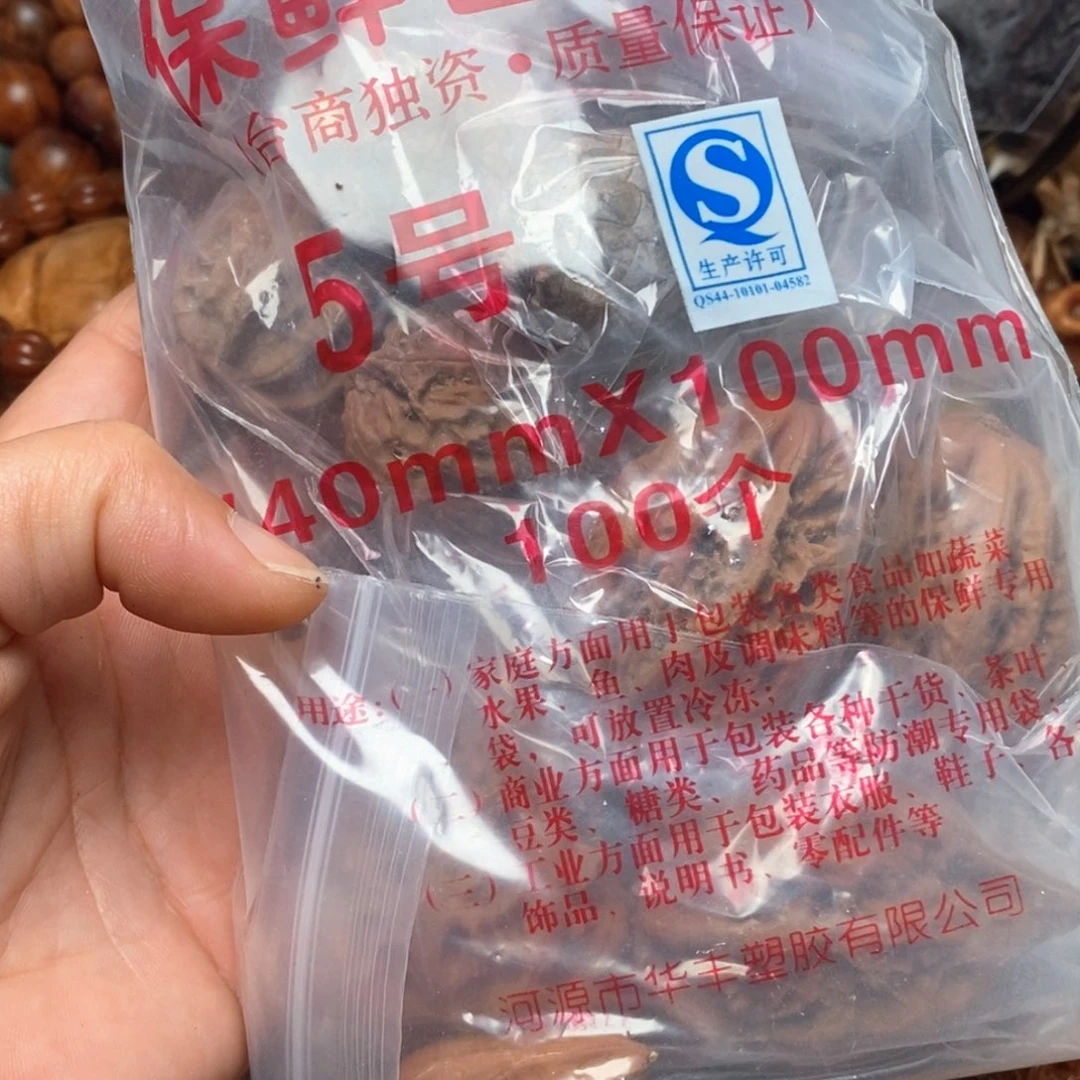 保鲜
（台商独资·质量保证）
S
生产许可
QS44-10101-04582
5号
140mmX100mm
100个
用途：（一）家庭方面用于包装各类食品如蔬菜
水果、鱼、肉及调味料等的保鲜专用
袋，可放置冷冻；
（二）商业方面用于包装各种干货、茶叶
豆类、糖类、药品等防潮专用袋；
（三）工业方面用于包装衣服、鞋子、各
饰品、说明书、零配件等
河源市华丰塑胶有限公司